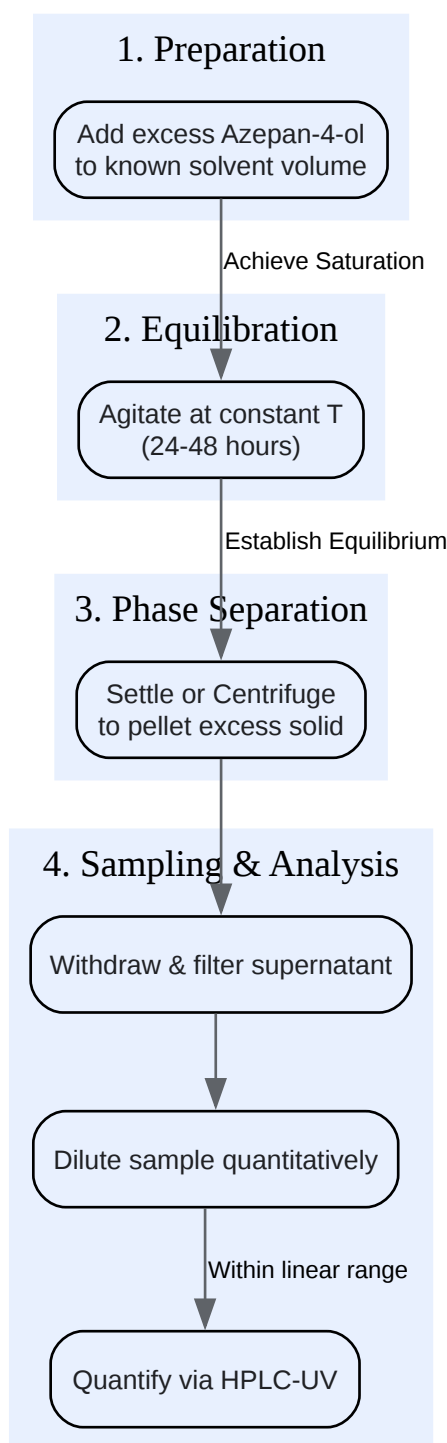 1. Preparation
Add excess Azepan-4-ol
to known solvent volume
Achieve Saturation
2. Equilibration
Agitate at constant T
(24-48 hours)
Establish Equilibrium
3. Phase Separation
Settle or Centrifuge
to pellet excess solid
4. Sampling & Analysis
Withdraw & filter supernatant
Dilute sample quantitatively
Within linear range
Quantify via HPLC-UV